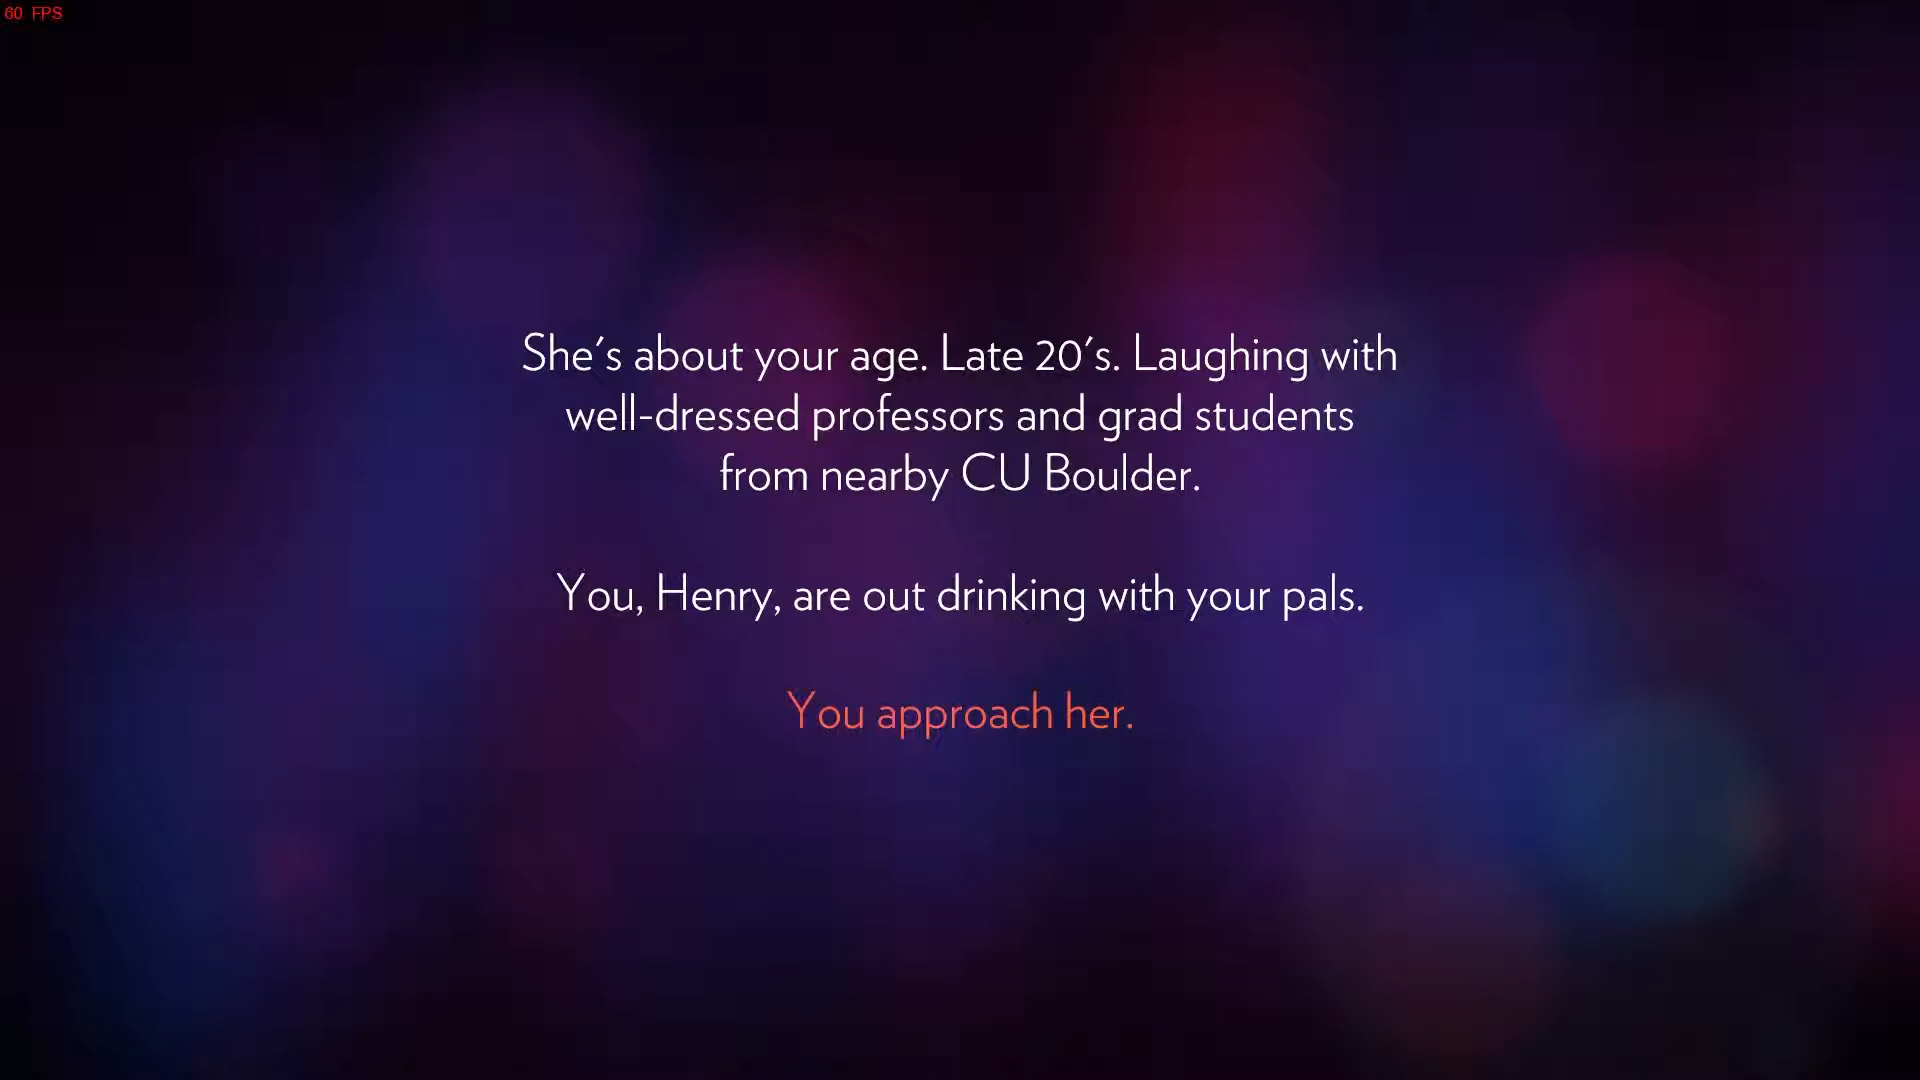 60 FPS
She's about your age. Late 20's. Laughing with
well-dressed professors and grad students
from nearby CU Boulder.
You, Henry, are out drinking with your pals.
You approach her.